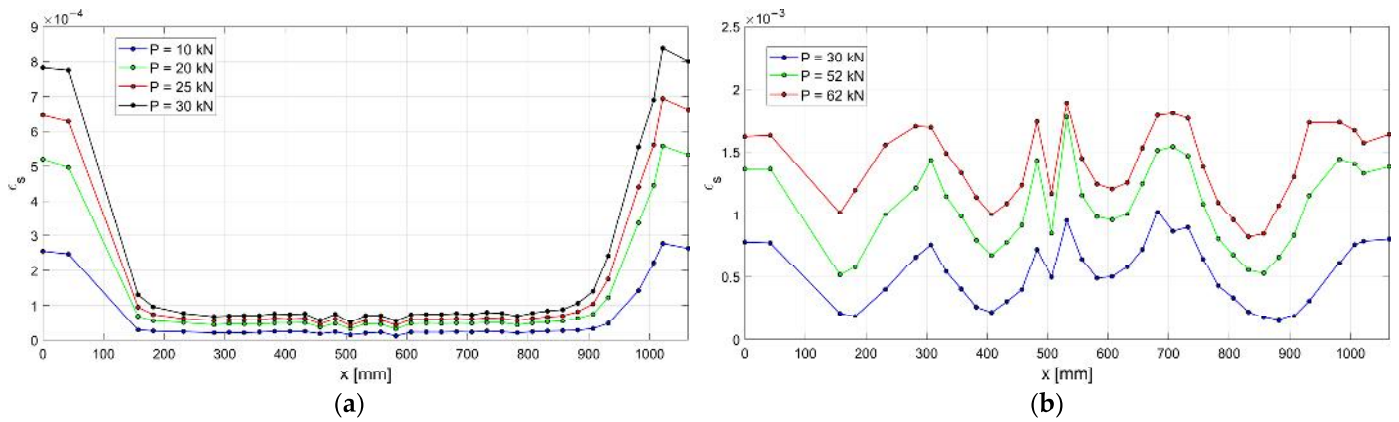 ×10⁻⁴
9
8
7
6
5
4
3
2
1
0
ϵs
P = 10 kN
P = 20 kN
P = 25 kN
P = 30 kN
0 100 200 300 400 500 600 700 800 900 1000
x [mm]
(a)
×10⁻³
2.5
2
1.5
1
0.5
0
ϵs
P = 30 kN
P = 52 kN
P = 62 kN
0 100 200 300 400 500 600 700 800 900 1000
x [mm]
(b)